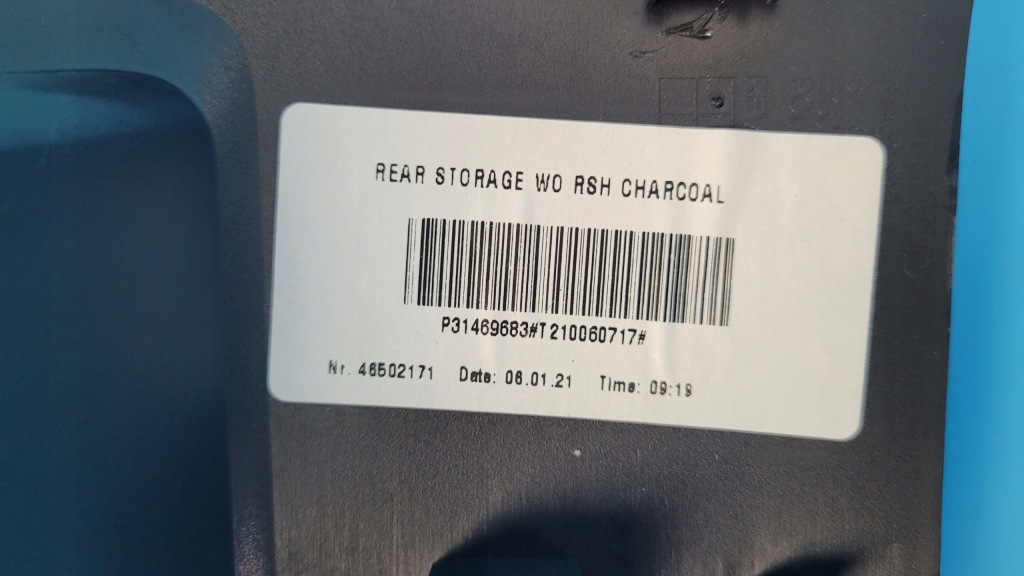 REAR STORAGE WO RSH CHARCOAL
P31469683#T210060717#
Nr. 46502171 Date: 06.01.21 Time: 09:19